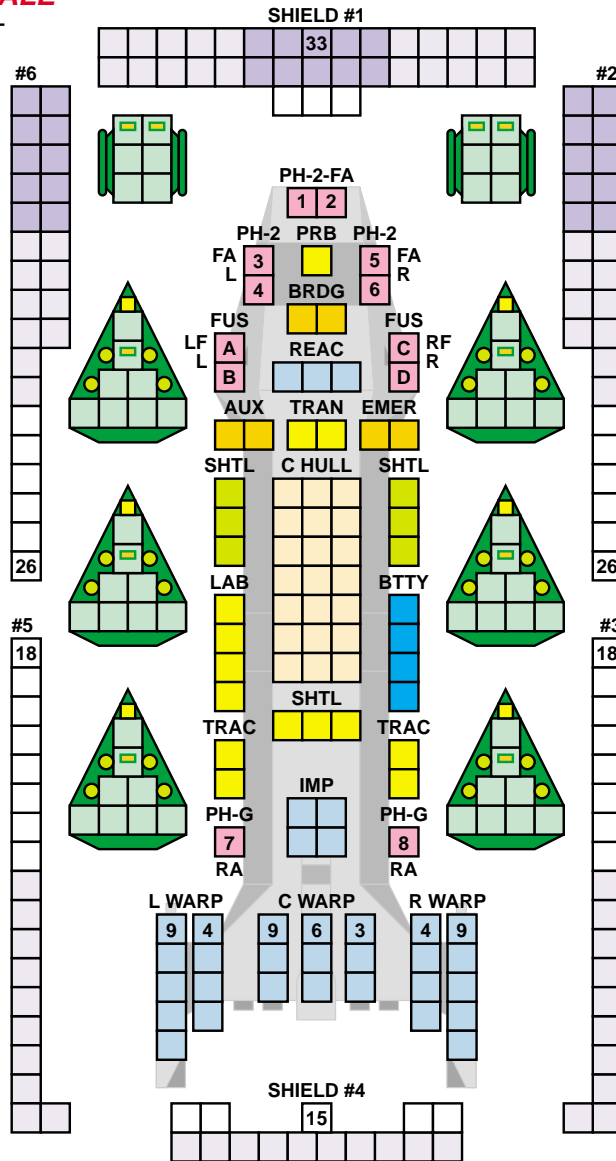 SHIELD #1
33
#6
#2
PH-2-FA
1 2
PH-2 PRB PH-2
FA 3 5 FA
L 4 6 R
BRDG
FUS FUS
LF A REAC C RF
L B D R
AUX TRAN EMER
SHTL C HULL SHTL
26 26
LAB BTTY
#5 #3
18 18
SHTL
TRAC TRAC
IMP
PH-G PH-G
7 8
RA RA
L WARP C WARP R WARP
9 4 9 6 3 4 9
SHIELD #4
15